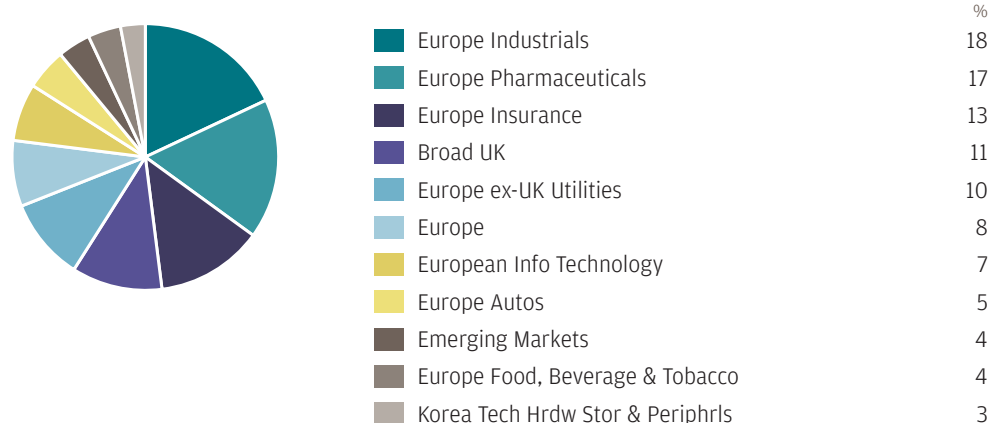 %
Europe Industrials 18
Europe Pharmaceuticals 17
Europe Insurance 13
Broad UK 11
Europe ex-UK Utilities 10
Europe 8
European Info Technology 7
Europe Autos 5
Emerging Markets 4
Europe Food, Beverage & Tobacco 4
Korea Tech Hrdw Stor & Periphrls 3